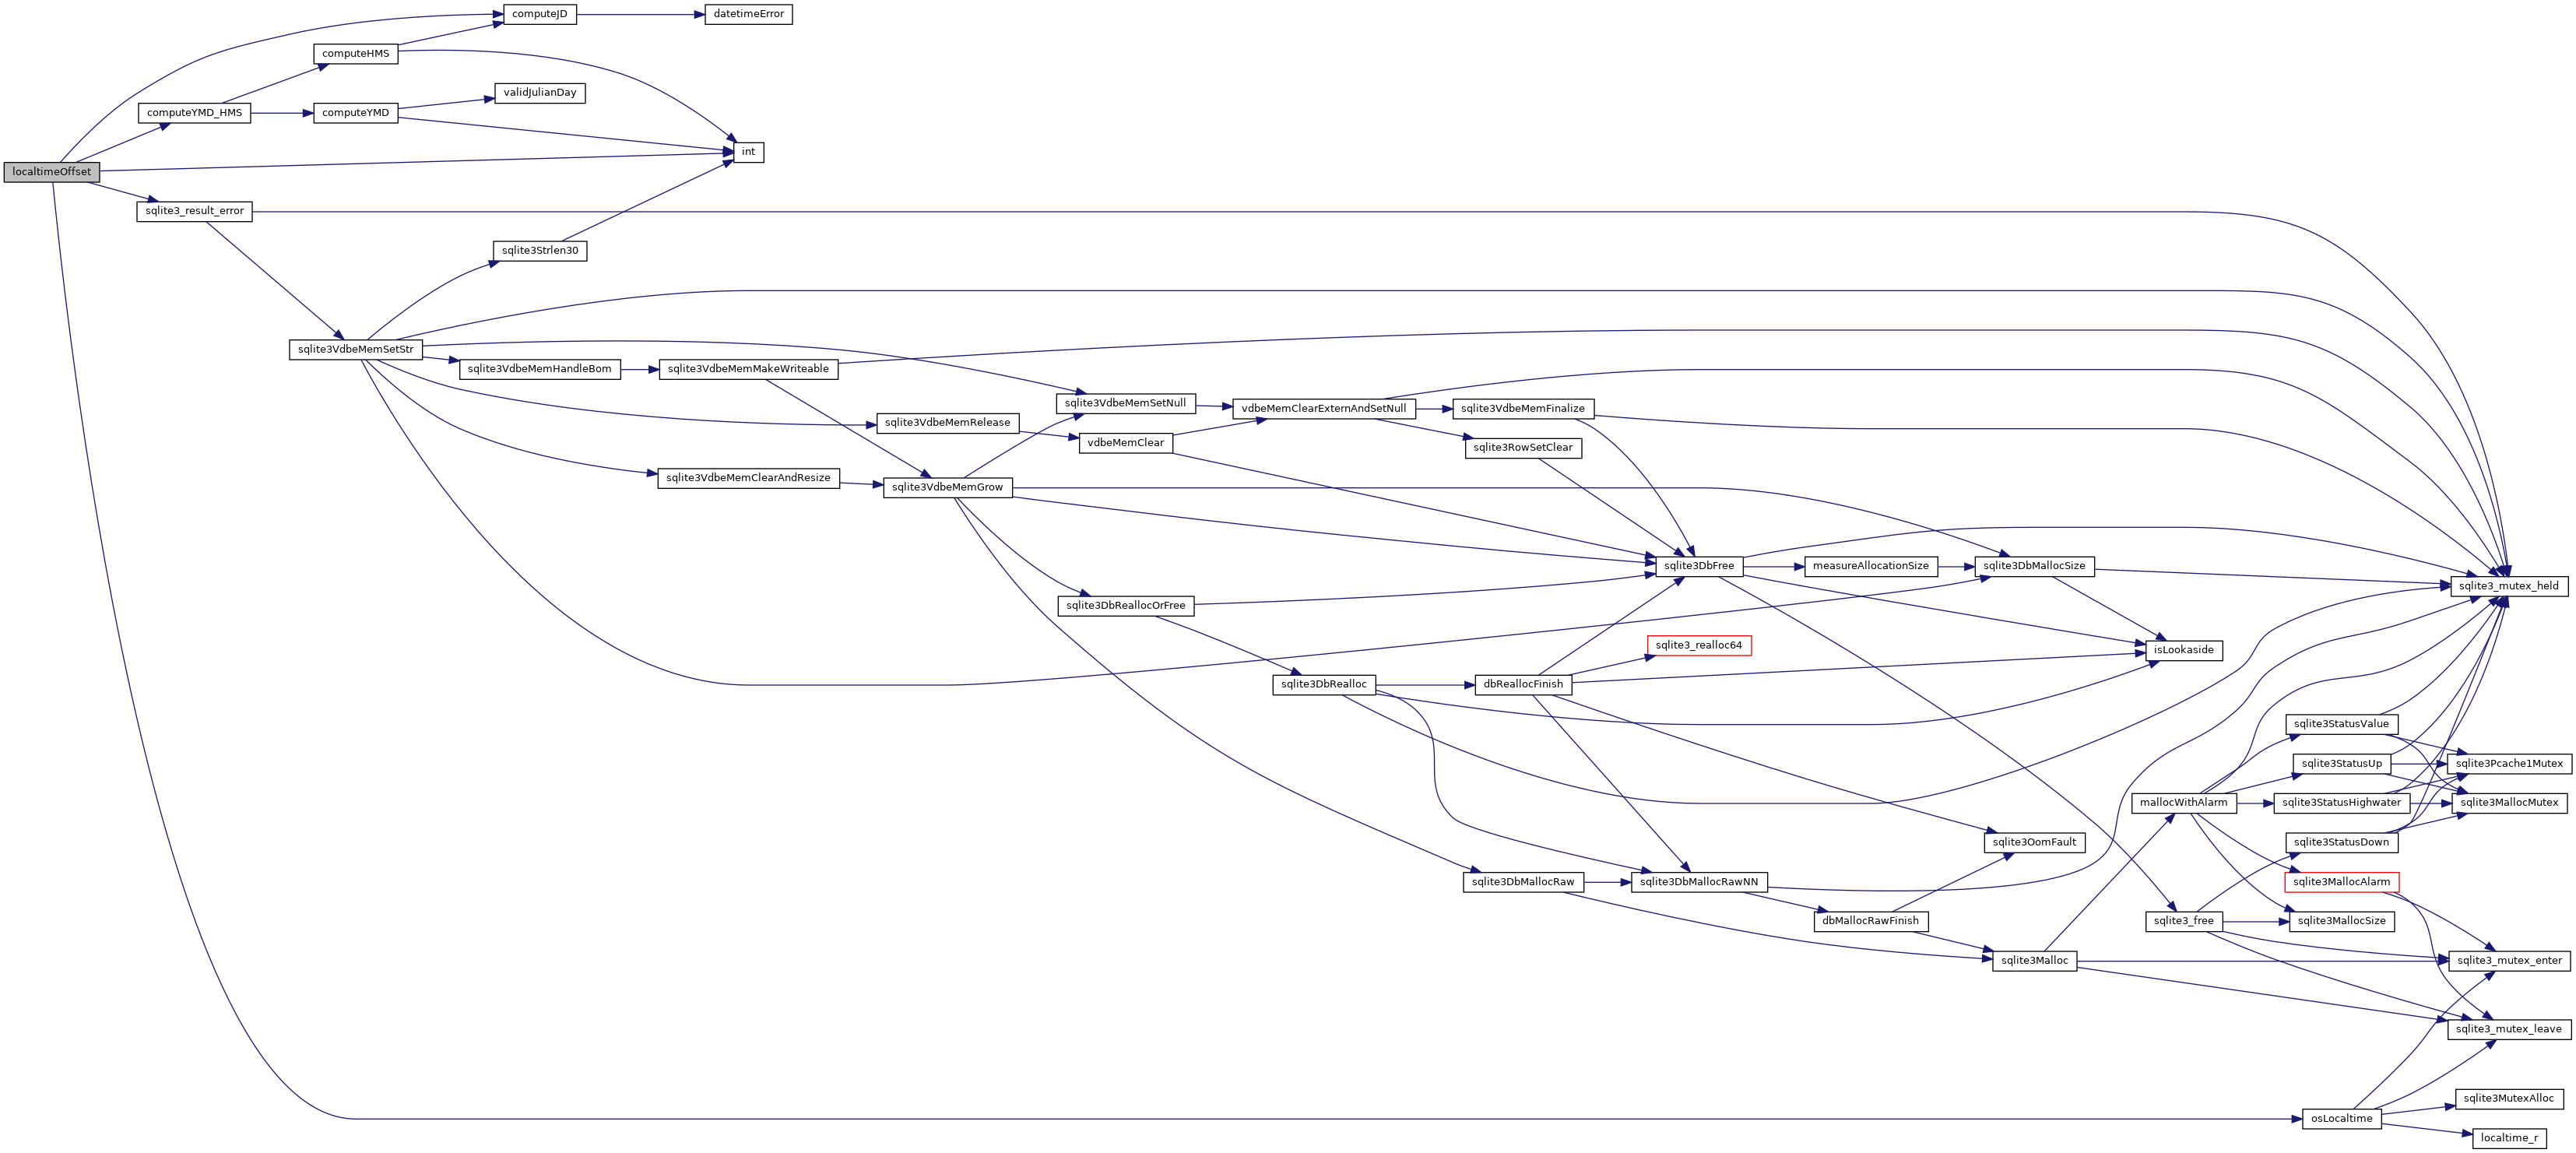 computeJD
datetimeError
computeHMS
validJulianDay
computeYMD_HMS
computeYMD
int
localtimeOffset
sqlite3_result_error
sqlite3Strlen30
sqlite3VdbeMemSetStr
sqlite3VdbeMemHandleBom
sqlite3VdbeMemMakeWriteable
sqlite3VdbeMemSetNull
vdbeMemClearExternAndSetNull
sqlite3VdbeMemFinalize
sqlite3VdbeMemRelease
vdbeMemClear
sqlite3RowSetClear
sqlite3VdbeMemClearAndResize
sqlite3VdbeMemGrow
sqlite3DbFree
measureAllocationSize
sqlite3DbMallocSize
sqlite3_mutex_held
sqlite3DbReallocOrFree
sqlite3_realloc64
isLookaside
sqlite3DbRealloc
dbReallocFinish
sqlite3StatusValue
sqlite3StatusUp
sqlite3Pcache1Mutex
mallocWithAlarm
sqlite3StatusHighwater
sqlite3MallocMutex
sqlite3OomFault
sqlite3StatusDown
sqlite3DbMallocRaw
sqlite3DbMallocRawNN
sqlite3MallocAlarm
dbMallocRawFinish
sqlite3_free
sqlite3MallocSize
sqlite3Malloc
sqlite3_mutex_enter
sqlite3_mutex_leave
sqlite3MutexAlloc
osLocaltime
localtime_r